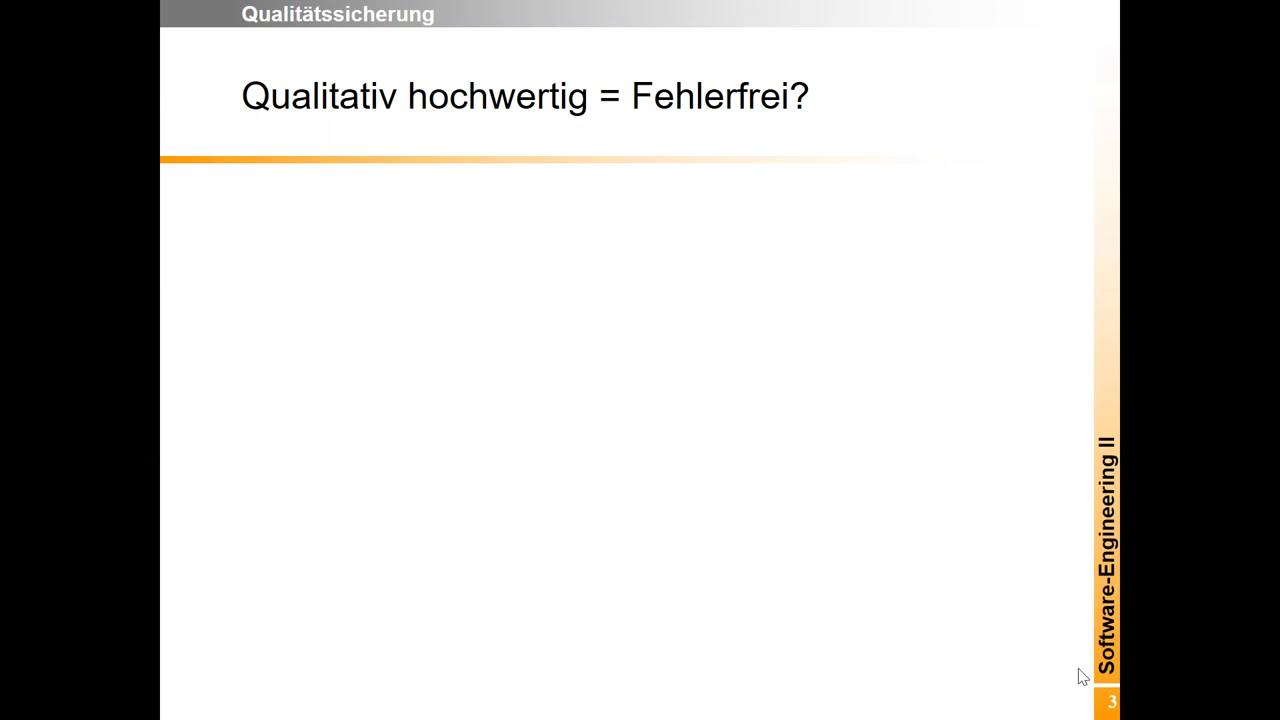 Qualitätssicherung
Qualitativ hochwertig = Fehlerfrei?
Software-Engineering II
3